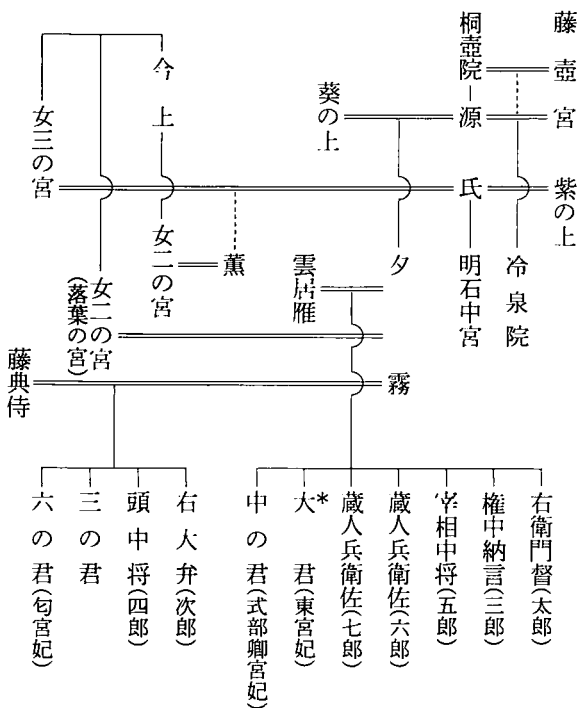 藤壺宮
桐壺院
源氏
紫の上
葵の上
冷泉院
明石中宮
夕霧
今上
女三の宮
薫
女二の宮
雲居雁
女二の宮
(落葉の宮)
藤典侍
右衛門督(太郎)
権中納言(三郎)
宰相中将(五郎)
蔵人兵衛佐(六郎)
蔵人兵衛佐(七郎)
*大君(東宮妃)
中の君(式部卿宮妃)
右大弁(次郎)
頭中将(四郎)
三の君
六の君(匂宮妃)